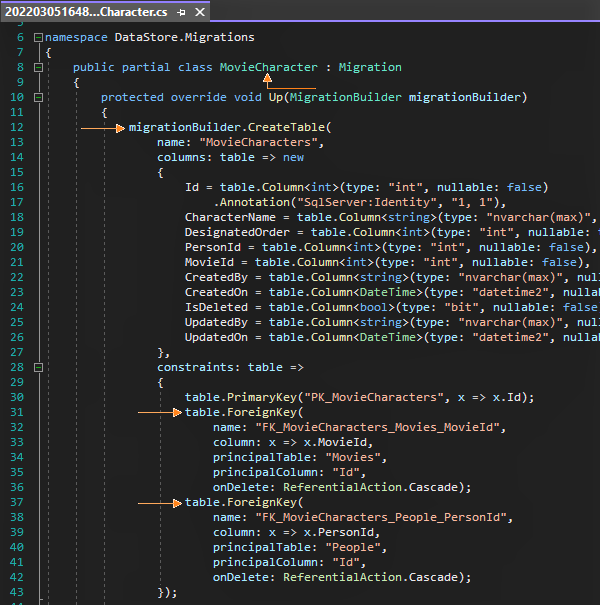 202203051648...Character.cs
6 namespace DataStore.Migrations
7 {
8 public partial class MovieCharacter : Migration
9 {
10 protected override void Up(MigrationBuilder migrationBuilder)
11 {
12 migrationBuilder.CreateTable(
13 name: "MovieCharacters",
14 columns: table => new
15 {
16 Id = table.Column<int>(type: "int", nullable: false)
17 .Annotation("SqlServer:Identity", "1, 1"),
18 CharacterName = table.Column<string>(type: "nvarchar(max)",
19 DesignatedOrder = table.Column<int>(type: "int", nullable:
20 PersonId = table.Column<int>(type: "int", nullable: false),
21 MovieId = table.Column<int>(type: "int", nullable: false),
22 CreatedBy = table.Column<string>(type: "nvarchar(max)", null
23 CreatedOn = table.Column<DateTime>(type: "datetime2", nullab
24 IsDeleted = table.Column<bool>(type: "bit", nullable: false
25 UpdatedBy = table.Column<string>(type: "nvarchar(max)", null
26 UpdatedOn = table.Column<DateTime>(type: "datetime2", nullab
27 },
28 constraints: table =>
29 {
30 table.PrimaryKey("PK_MovieCharacters", x => x.Id);
31 table.ForeignKey(
32 name: "FK_MovieCharacters_Movies_MovieId",
33 column: x => x.MovieId,
34 principalTable: "Movies",
35 principalColumn: "Id",
36 onDelete: ReferentialAction.Cascade);
37 table.ForeignKey(
38 name: "FK_MovieCharacters_People_PersonId",
39 column: x => x.PersonId,
40 principalTable: "People",
41 principalColumn: "Id",
42 onDelete: ReferentialAction.Cascade);
43 });